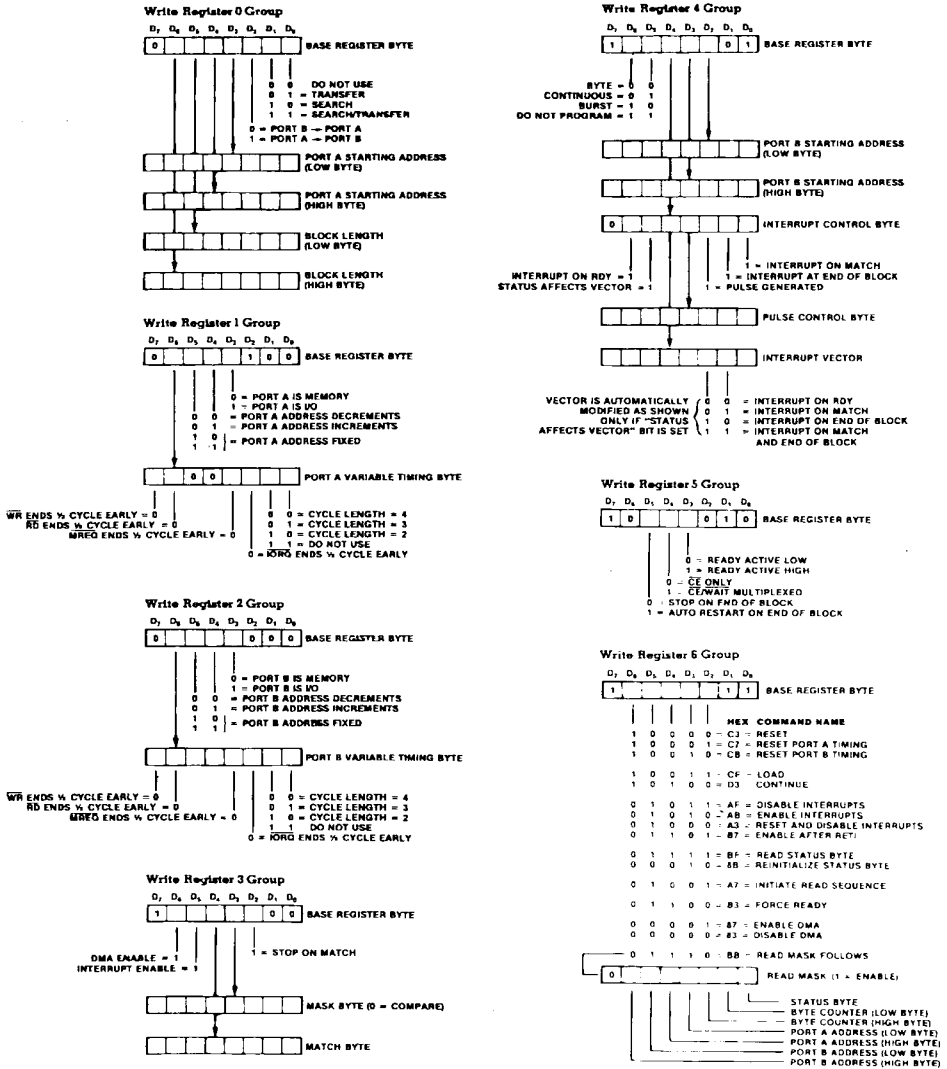 Write Register 0 Group
D7 D6 D5 D4 D3 D2 D1 D0
0 BASE REGISTER BYTE
0 0 DO NOT USE
0 1 = TRANSFER
1 0 = SEARCH
1 1 = SEARCH/TRANSFER
0 = PORT B → PORT A
1 = PORT A → PORT B
PORT A STARTING ADDRESS
(LOW BYTE)
PORT A STARTING ADDRESS
(HIGH BYTE)
BLOCK LENGTH
(LOW BYTE)
BLOCK LENGTH
(HIGH BYTE)
Write Register 1 Group
D7 D6 D5 D4 D3 D2 D1 D0
0 1 0 0 BASE REGISTER BYTE
0 = PORT A IS MEMORY
1 = PORT A IS I/O
0 0 = PORT A ADDRESS DECREMENTS
0 1 = PORT A ADDRESS INCREMENTS
1 0
1 1 } = PORT A ADDRESS FIXED
0 0 PORT A VARIABLE TIMING BYTE
WR ENDS ½ CYCLE EARLY = 0
RD ENDS ½ CYCLE EARLY = 0
MREQ ENDS ½ CYCLE EARLY = 0
0 0 = CYCLE LENGTH = 4
0 1 = CYCLE LENGTH = 3
1 0 = CYCLE LENGTH = 2
1 1 = DO NOT USE
0 = IORQ ENDS ½ CYCLE EARLY
Write Register 2 Group
D7 D6 D5 D4 D3 D2 D1 D0
0 0 0 0 BASE REGISTER BYTE
0 = PORT B IS MEMORY
1 = PORT B IS I/O
0 0 = PORT B ADDRESS DECREMENTS
0 1 = PORT B ADDRESS INCREMENTS
1 0
1 1 } = PORT B ADDRESS FIXED
PORT B VARIABLE TIMING BYTE
WR ENDS ½ CYCLE EARLY = 0
RD ENDS ½ CYCLE EARLY = 0
MREQ ENDS ½ CYCLE EARLY = 0
0 0 = CYCLE LENGTH = 4
0 1 = CYCLE LENGTH = 3
1 0 = CYCLE LENGTH = 2
1 1 DO NOT USE
0 = IORQ ENDS ½ CYCLE EARLY
Write Register 3 Group
D7 D6 D5 D4 D3 D2 D1 D0
1 0 0 BASE REGISTER BYTE
DMA ENABLE = 1
INTERRUPT ENABLE = 1
1 = STOP ON MATCH
MASK BYTE (0 = COMPARE)
MATCH BYTE
Write Register 4 Group
D7 D6 D5 D4 D3 D2 D1 D0
1 0 1 BASE REGISTER BYTE
BYTE = 0 0
CONTINUOUS = 0 1
BURST = 1 0
DO NOT PROGRAM = 1 1
PORT B STARTING ADDRESS
(LOW BYTE)
PORT B STARTING ADDRESS
(HIGH BYTE)
0 INTERRUPT CONTROL BYTE
INTERRUPT ON RDY = 1
STATUS AFFECTS VECTOR = 1
1 = INTERRUPT ON MATCH
1 = INTERRUPT AT END OF BLOCK
1 = PULSE GENERATED
PULSE CONTROL BYTE
INTERRUPT VECTOR
VECTOR IS AUTOMATICALLY
MODIFIED AS SHOWN
ONLY IF "STATUS
AFFECTS VECTOR" BIT IS SET
0 0 = INTERRUPT ON RDY
0 1 = INTERRUPT ON MATCH
1 0 = INTERRUPT ON END OF BLOCK
1 1 = INTERRUPT ON MATCH
AND END OF BLOCK
Write Register 5 Group
D7 D6 D5 D4 D3 D2 D1 D0
1 0 0 1 0 BASE REGISTER BYTE
0 = READY ACTIVE LOW
1 = READY ACTIVE HIGH
0 = CE ONLY
1 = CE/WAIT MULTIPLEXED
0 = STOP ON END OF BLOCK
1 = AUTO RESTART ON END OF BLOCK
Write Register 6 Group
D7 D6 D5 D4 D3 D2 D1 D0
1 1 1 BASE REGISTER BYTE
HEX COMMAND NAME
1 0 0 0 0 = C3 = RESET
1 0 0 0 1 = C7 = RESET PORT A TIMING
1 0 0 1 0 = CB = RESET PORT B TIMING
1 0 0 1 1 = CF = LOAD
1 0 1 0 0 = D3 CONTINUE
0 1 0 1 1 = AF = DISABLE INTERRUPTS
0 1 0 1 0 = AB = ENABLE INTERRUPTS
0 1 0 0 0 = A3 = RESET AND DISABLE INTERRUPTS
0 1 1 0 1 = B7 = ENABLE AFTER RETI
0 1 1 1 1 = BF = READ STATUS BYTE
0 0 0 1 0 = 8B = REINITIALIZE STATUS BYTE
0 1 0 0 1 = A7 = INITIATE READ SEQUENCE
0 1 1 0 0 = B3 = FORCE READY
0 0 0 0 1 = 87 = ENABLE DMA
0 0 0 0 0 = 83 = DISABLE DMA
0 1 1 1 0 = BB = READ MASK FOLLOWS
0 READ MASK (1 = ENABLE)
STATUS BYTE
BYTE COUNTER (LOW BYTE)
BYTE COUNTER (HIGH BYTE)
PORT A ADDRESS (LOW BYTE)
PORT A ADDRESS (HIGH BYTE)
PORT B ADDRESS (LOW BYTE)
PORT B ADDRESS (HIGH BYTE)